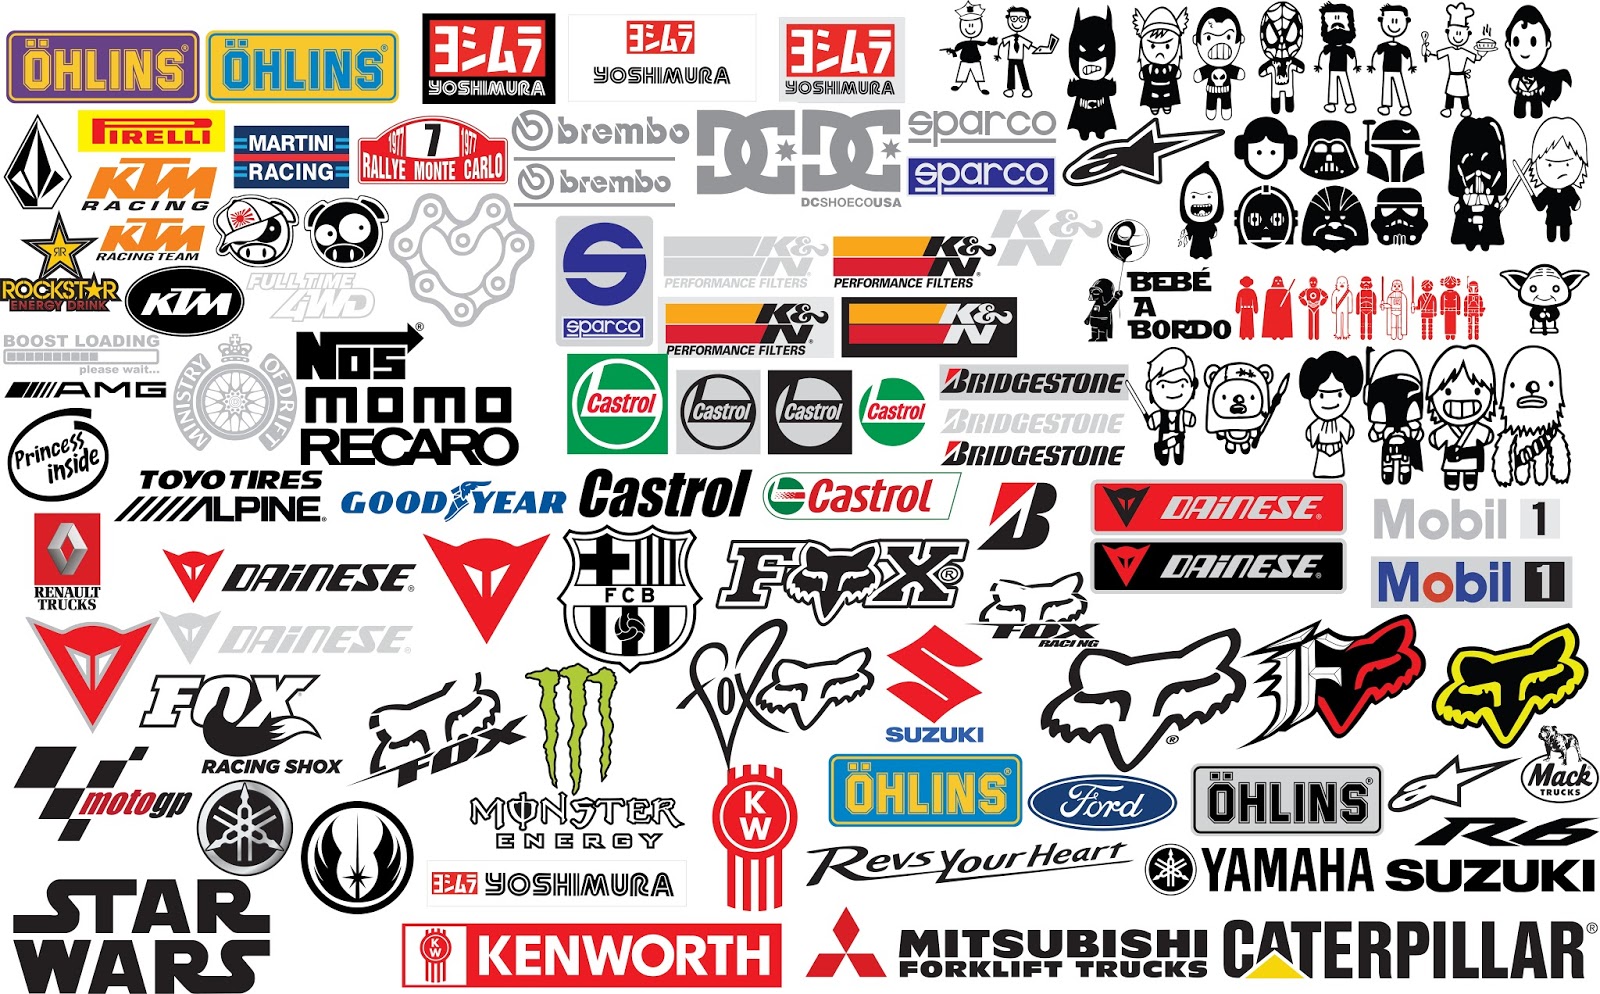 ÖHLINS®
ÖHLINS®
ヨシムラ
YOSHIMURA
ヨシムラ
YOSHIMURA
ヨシムラ
YOSHIMURA
PIRELLI
MARTINI
RACING
1977 7 1977
RALLYE MONTE CARLO
brembo
brembo
DC
DC
DCSHOECOUSA
sparco
sparco
KTM
RACING
KTM
RACING TEAM
RR
ROCKSTAR
ENERGY DRINK
KTM
FULL TIME
4WD
S
sparco
K&N
PERFORMANCE FILTERS
K&N
PERFORMANCE FILTERS
K&N
K&N
PERFORMANCE FILTERS
K&N
BEBÉ
A
BORDO
BOOST LOADING
please wait...
AMG
MINISTRY OF DRIFT
NOS®
momo
RECARO
Castrol
Castrol
Castrol
Castrol
BRIDGESTONE
BRIDGESTONE
BRIDGESTONE
Princess
inside
TOYO TIRES
ALPINE®
GOOD YEAR
Castrol
Castrol
B
DAINESE®
DAINESE®
Mobil 1
Mobil 1
RENAULT
TRUCKS
DAINESE®
DAINESE®
FCB
FOX®
FOX
RACING
FOX
RACING SHOX
FOX
fox
SUZUKI
®
F
Mack
TRUCKS
motogp
MONSTER
ENERGY
KW
ÖHLINS®
Ford
ÖHLINS®
R6
Revs Your Heart
YAMAHA
SUZUKI
ヨシムラ YOSHIMURA
STAR
WARS
KW KENWORTH
MITSUBISHI
FORKLIFT TRUCKS
CATERPILLAR®